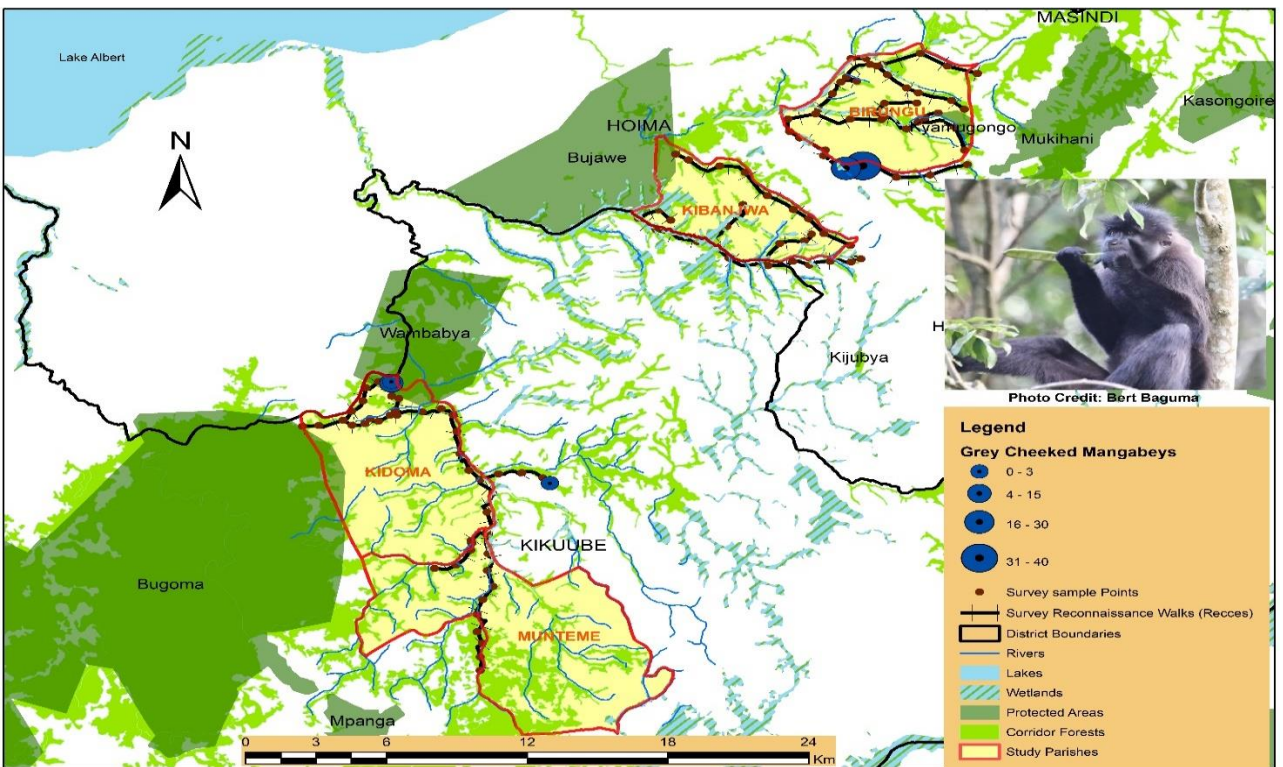 MASINDI
Lake Albert
Kasongoire
HOIMA
BIRUNGU
Kyamugongo
Mukihani
N
Bujawe
KIBANJWA
Wambabya
H
Kijubya
Photo Credit: Bert Baguma
KIDOMA
KIKUUBE
Bugoma
MUNTEME
Mpanga
0 3 6 12 18 24
Km
Legend
Grey Cheeked Mangabeys
0 - 3
4 - 15
16 - 30
31 - 40
Survey sample Points
Survey Reconnaissance Walks (Recces)
District Boundaries
Rivers
Lakes
Wetlands
Protected Areas
Corridor Forests
Study Parishes